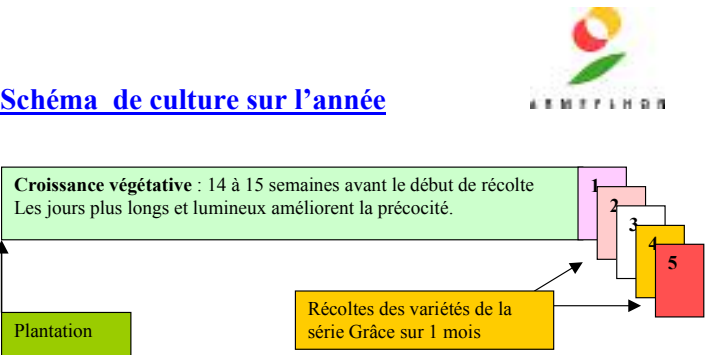 Schéma de culture sur l'année
Croissance végétative : 14 à 15 semaines avant le début de récolte
Les jours plus longs et lumineux améliorent la précocité.
1
2
3
4
5
Récoltes des variétés de la
série Grâce sur 1 mois
Plantation